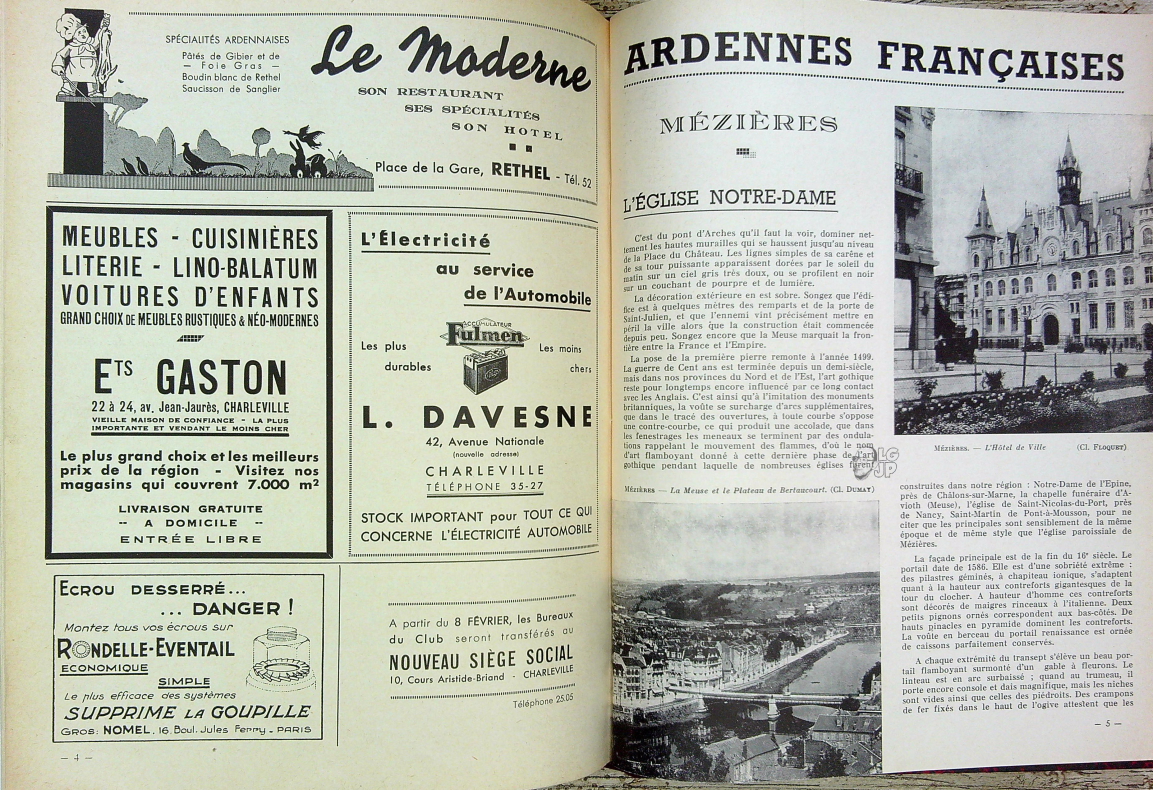 SPÉCIALITÉS ARDENNAISES
Pâtés de Gibier et de
— Foie Gras —
Boudin blanc de Rethel
Saucisson de Sanglier
Le Moderne
SON RESTAURANT
SES SPÉCIALITÉS
SON HOTEL
Place de la Gare, RETHEL - Tél. 52
MEUBLES - CUISINIÈRES
LITERIE - LINO-BALATUM
VOITURES D'ENFANTS
GRAND CHOIX DE MEUBLES RUSTIQUES & NÉO-MODERNES
ETS GASTON
22 à 24, av. Jean-Jaurès, CHARLEVILLE
VIEILLE MAISON DE CONFIANCE - LA PLUS
IMPORTANTE ET VENDANT LE MOINS CHER
Le plus grand choix et les meilleurs
prix de la région - Visitez nos
magasins qui couvrent 7.000 m²
LIVRAISON GRATUITE
-- A DOMICILE --
ENTRÉE LIBRE
L'Électricité
au service
de l'Automobile
ACCUMULATEUR
Fulmen
Les plus
durables
Les moins
chers
L. DAVESNE
42, Avenue Nationale
(nouvelle adresse)
CHARLEVILLE
TÉLÉPHONE 35-27
STOCK IMPORTANT pour TOUT CE QUI
CONCERNE L'ÉLECTRICITÉ AUTOMOBILE
ECROU DESSERRÉ...
... DANGER !
Montez tous vos écrous sur
RONDELLE-EVENTAIL
ECONOMIQUE
SIMPLE
Le plus efficace des systèmes
SUPPRIME LA GOUPILLE
GROS: NOMEL, 16, Boul. Jules Ferry - PARIS
A partir du 8 FÉVRIER, les Bureaux
du Club seront transférés au
NOUVEAU SIÈGE SOCIAL
10, Cours Aristide-Briand - CHARLEVILLE
Téléphone 25.05
— 4 —
ARDENNES FRANÇAISES
MÉZIÈRES
L'ÉGLISE NOTRE-DAME
C'est du pont d'Arches qu'il faut la voir, dominer net-
tement les hautes murailles qui se haussent jusqu'au niveau
de la Place du Château. Les lignes simples de sa carène et
de sa tour puissante apparaissent dorées par le soleil du
matin sur un ciel gris très doux, ou se profilent en noir
sur un couchant de pourpre et de lumière.
La décoration extérieure en est sobre. Songez que l'édi-
fice est à quelques mètres des remparts et de la porte de
Saint-Julien, et que l'ennemi vint précisément mettre en
péril la ville alors que la construction était commencée
depuis peu. Songez encore que la Meuse marquait la fron-
tière entre la France et l'Empire.
La pose de la première pierre remonte à l'année 1499.
La guerre de Cent ans est terminée depuis un demi-siècle,
mais dans nos provinces du Nord et de l'Est, l'art gothique
reste pour longtemps encore influencé par ce long contact
avec les Anglais. C'est ainsi qu'à l'imitation des monuments
britanniques, la voûte se surcharge d'arcs supplémentaires,
que dans le tracé des ouvertures, à toute courbe s'oppose
une contre-courbe, ce qui produit une accolade, que dans
les fenestrages les meneaux se terminent par des ondula-
tions rappelant le mouvement des flammes, d'où le nom
d'art flamboyant donné à cette dernière phase de l'art
gothique pendant laquelle de nombreuses églises furent
LG
JP
MÉZIÈRES — La Meuse et le Plateau de Bertaucourt. (Cl. DUMAY)
MÉZIÈRES. — L'Hôtel de Ville (Cl. FLOQUET)
construites dans notre région : Notre-Dame de l'Epine,
près de Châlons-sur-Marne, la chapelle funéraire d'A-
vioth (Meuse), l'église de Saint-Nicolas-du-Port, près
de Nancy, Saint-Martin de Pont-à-Mousson, pour ne
citer que les principales sont sensiblement de la même
époque et de même style que l'église paroissiale de
Mézières.
La façade principale est de la fin du 16e siècle. Le
portail date de 1586. Elle est d'une sobriété extrême :
des pilastres géminés, à chapiteau ionique, s'adaptent
quant à la hauteur aux contreforts gigantesques de la
tour du clocher. A hauteur d'homme ces contreforts
sont décorés de maigres rinceaux à l'italienne. Deux
petits pignons ornés correspondent aux bas-côtés. De
hauts pinacles en pyramide dominent les contreforts.
La voûte en berceau du portail renaissance est ornée
de caissons parfaitement conservés.
A chaque extrémité du transept s'élève un beau por-
tail flamboyant surmonté d'un gable à fleurons. Le
linteau est en arc surbaissé ; quand au trumeau, il
porte encore console et dais magnifique, mais les niches
sont vides ainsi que celles des piédroits. Des crampons
de fer fixés dans le haut de l'ogive attestent que les
— 5 —